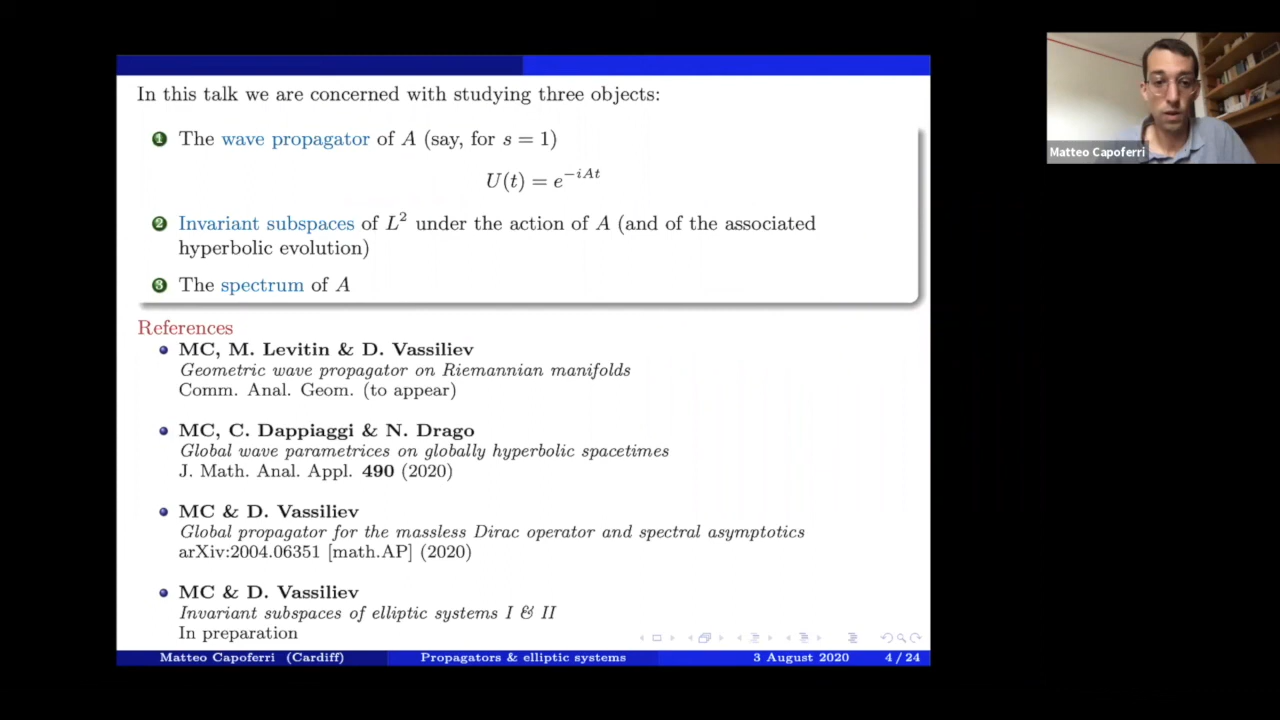 In this talk we are concerned with studying three objects:
1 The wave propagator of A (say, for s = 1)
U(t) = e^{-iAt}
2 Invariant subspaces of L² under the action of A (and of the associated
hyperbolic evolution)
3 The spectrum of A
References
MC, M. Levitin & D. Vassiliev
Geometric wave propagator on Riemannian manifolds
Comm. Anal. Geom. (to appear)
MC, C. Dappiaggi & N. Drago
Global wave parametrices on globally hyperbolic spacetimes
J. Math. Anal. Appl. 490 (2020)
MC & D. Vassiliev
Global propagator for the massless Dirac operator and spectral asymptotics
arXiv:2004.06351 [math.AP] (2020)
MC & D. Vassiliev
Invariant subspaces of elliptic systems I & II
In preparation
Matteo Capoferri (Cardiff) Propagators & elliptic systems 3 August 2020 4 / 24
Matteo Capoferri